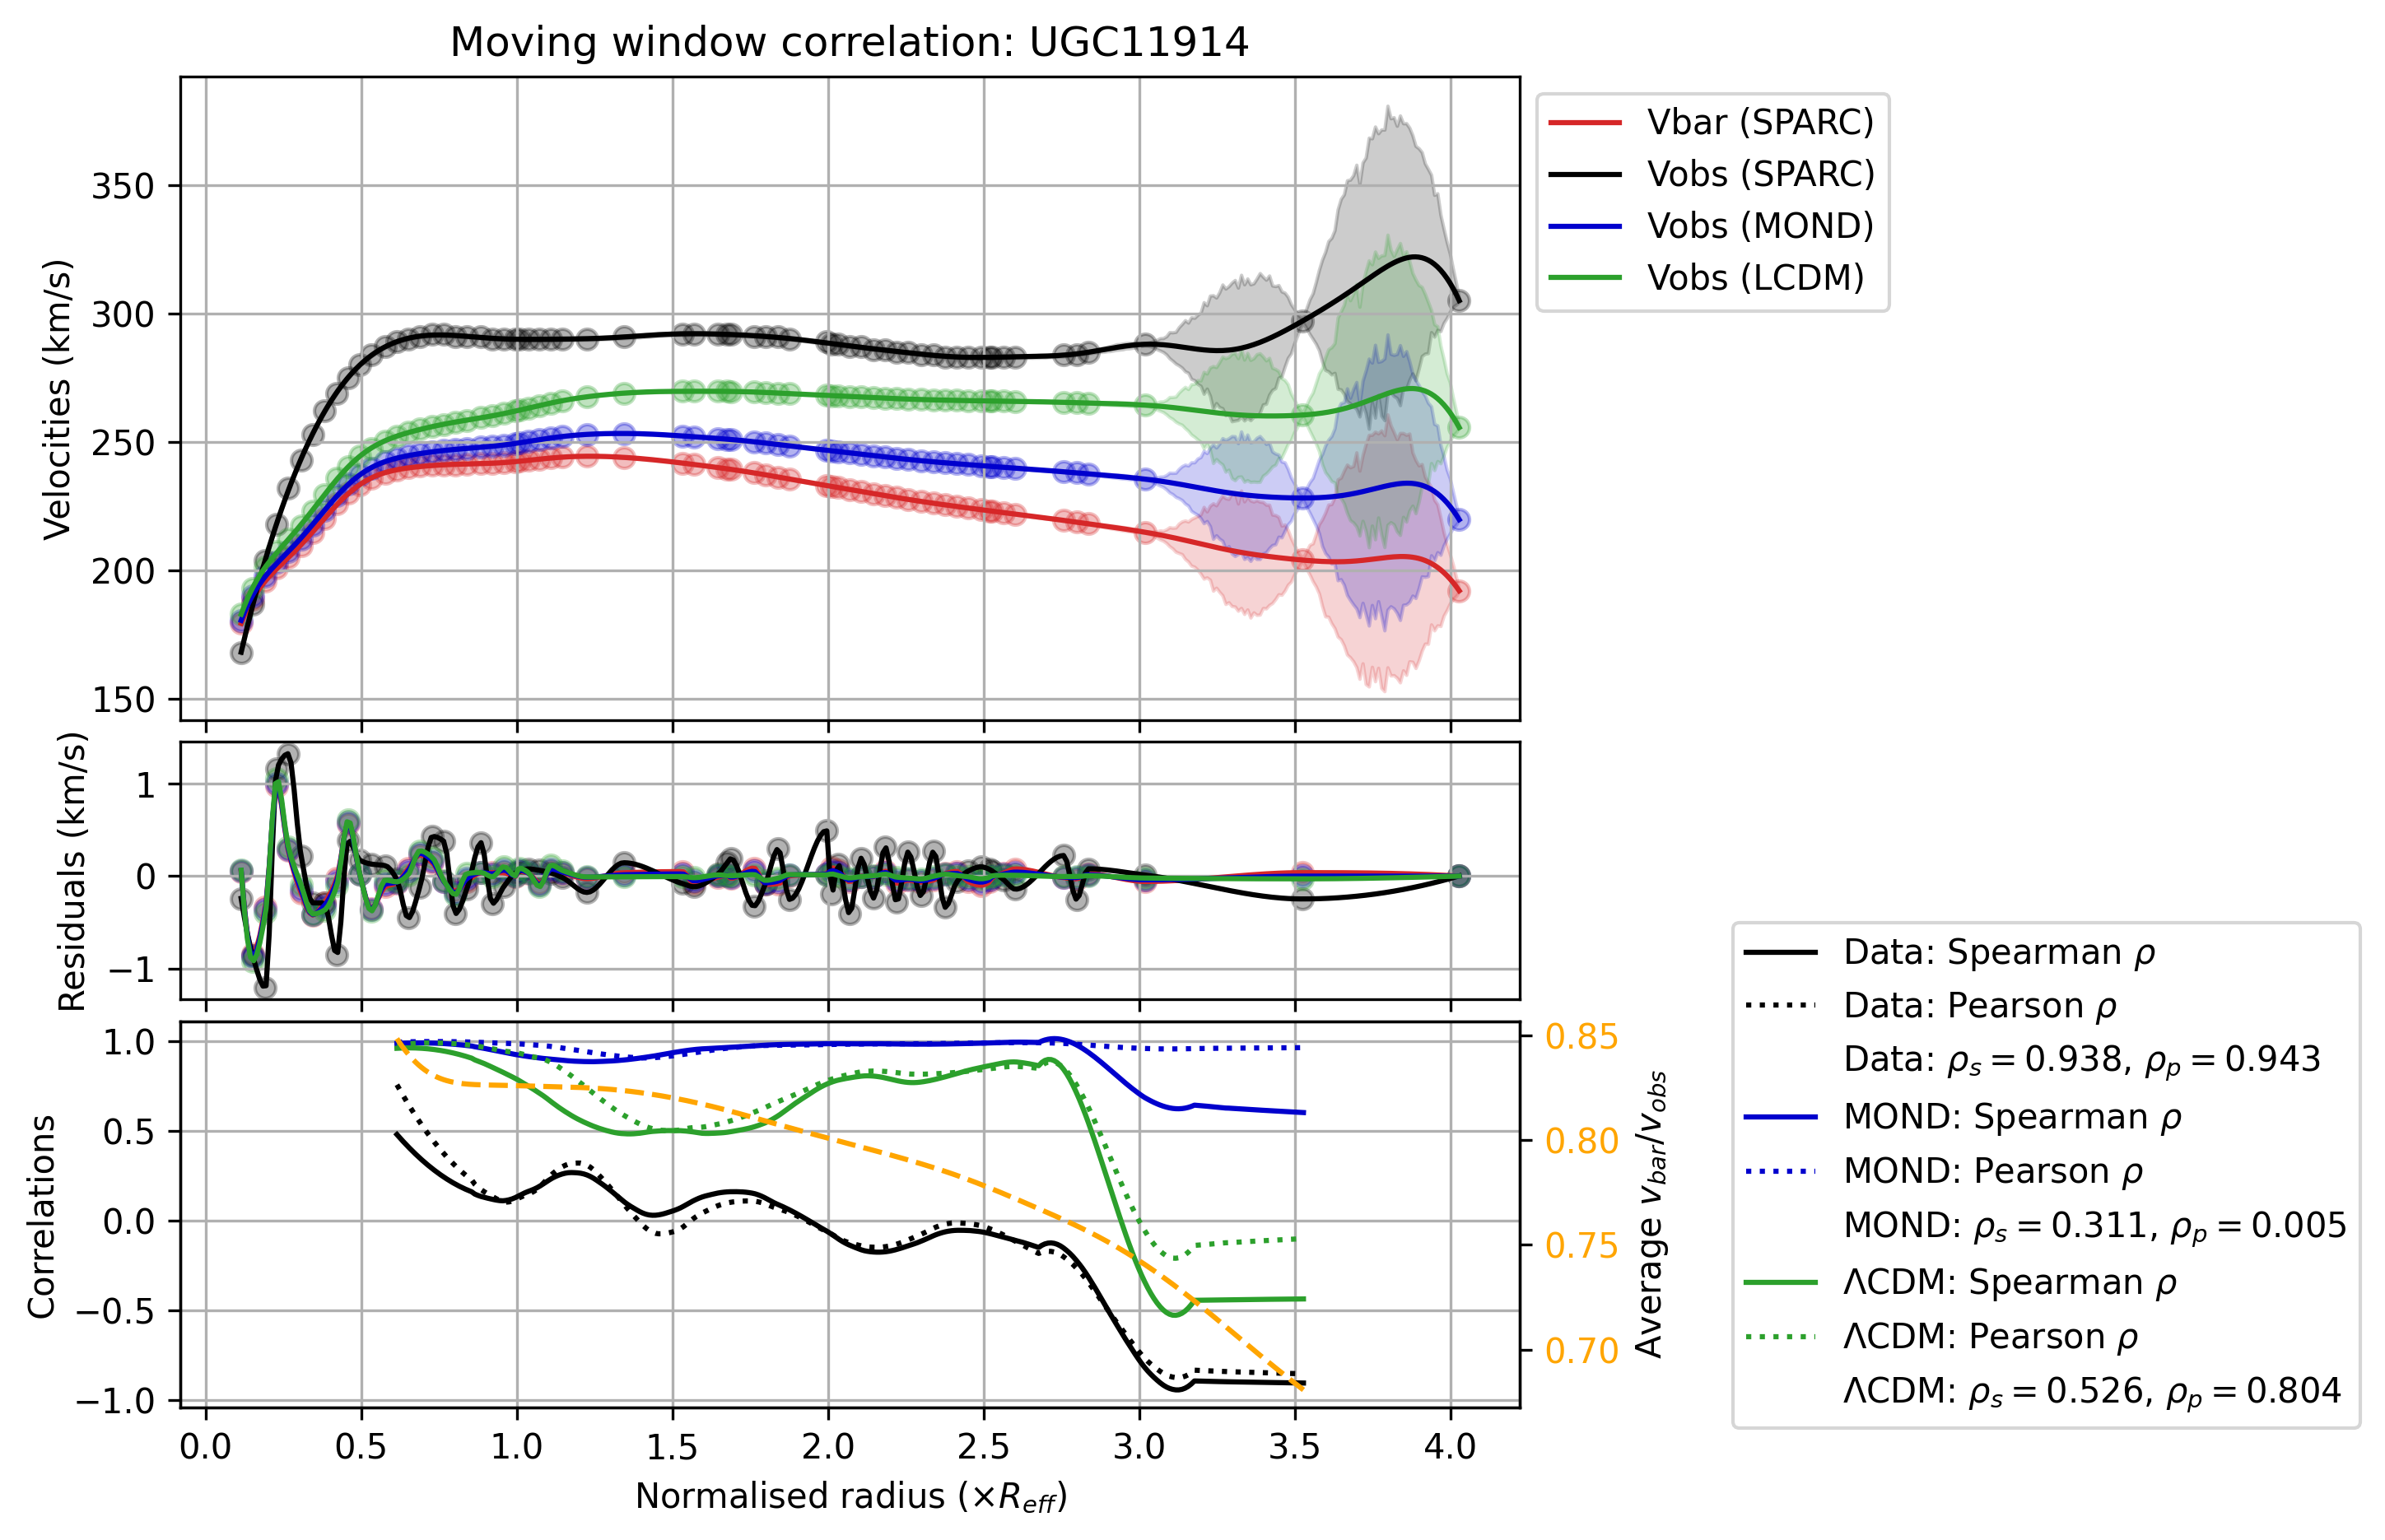 Moving window correlation: UGC11914
Velocities (km/s)
350
300
250
200
150
Vbar (SPARC)
Vobs (SPARC)
Vobs (MOND)
Vobs (LCDM)
Residuals (km/s)
1
0
−1
Correlations
1.0
0.5
0.0
−0.5
−1.0
0.85
0.80
0.75
0.70
Average v_bar/v_obs
0.0 0.5 1.0 1.5 2.0 2.5 3.0 3.5 4.0
Normalised radius (×R_eff)
Data: Spearman ρ
Data: Pearson ρ
Data: ρ_s = 0.938, ρ_p = 0.943
MOND: Spearman ρ
MOND: Pearson ρ
MOND: ρ_s = 0.311, ρ_p = 0.005
ΛCDM: Spearman ρ
ΛCDM: Pearson ρ
ΛCDM: ρ_s = 0.526, ρ_p = 0.804